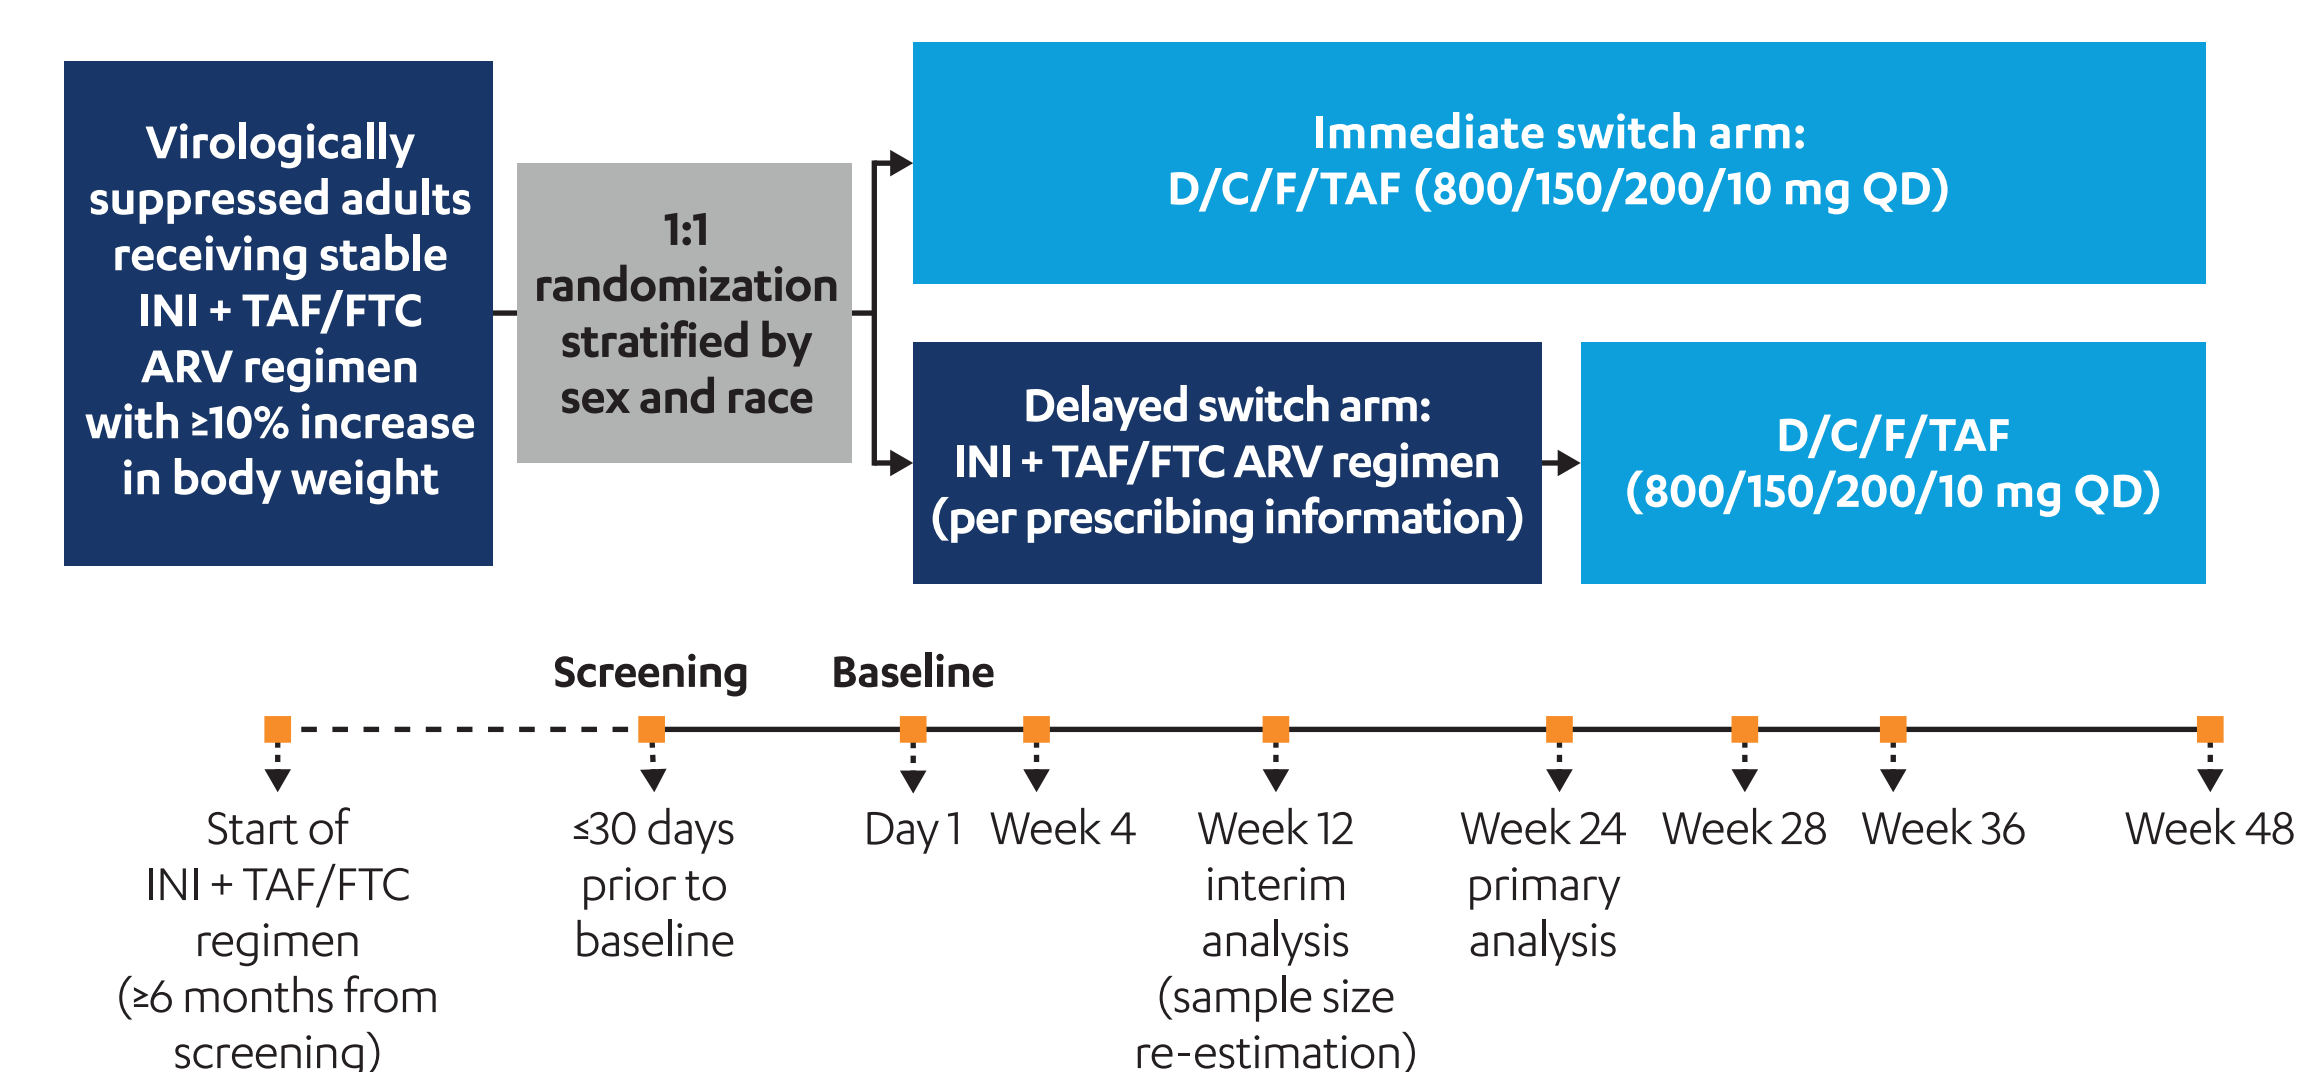 Virologically
suppressed adults
receiving stable
INI + TAF/FTC
ARV regimen
with ≥10% increase
in body weight
1:1
randomization
stratified by
sex and race
Immediate switch arm:
D/C/F/TAF (800/150/200/10 mg QD)
Delayed switch arm:
INI + TAF/FTC ARV regimen
(per prescribing information)
D/C/F/TAF
(800/150/200/10 mg QD)
Screening
Baseline
Start of
INI + TAF/FTC
regimen
(≥6 months from
screening)
≤30 days
prior to
baseline
Day 1
Week 4
Week 12
interim
analysis
(sample size
re-estimation)
Week 24
primary
analysis
Week 28
Week 36
Week 48